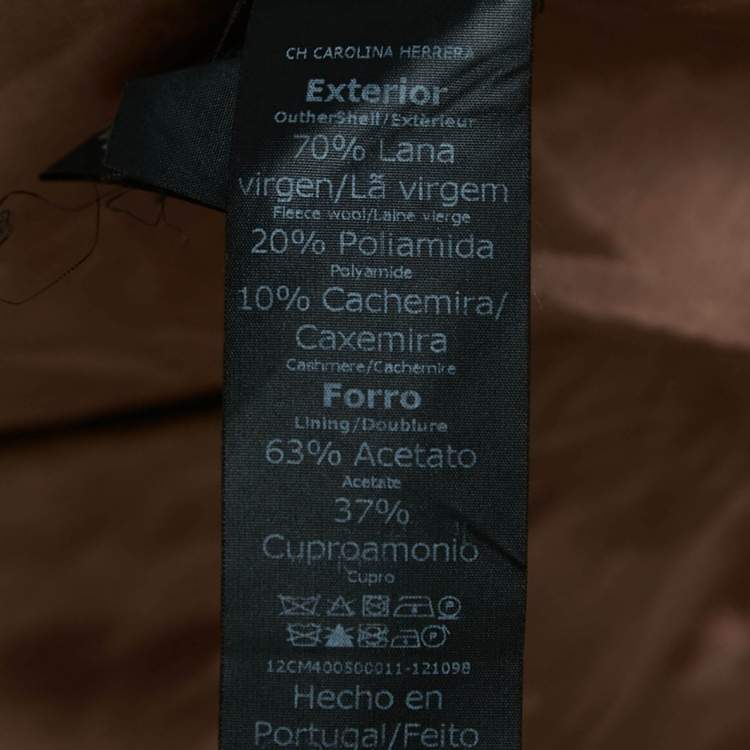 CH CAROLINA HERRERA
Exterior
OutherShell/Extèrieur
70% Lana
virgen/Lã virgem
Fleece wool/Laine vierge
20% Poliamida
Polyamide
10% Cachemira/
Caxemira
Cashmere/Cachemire
Forro
Lining/Doublure
63% Acetato
Acetate
37%
Cuproamonio
Cupro
12CM400500011-121098
Hecho en
Portugal/Feito